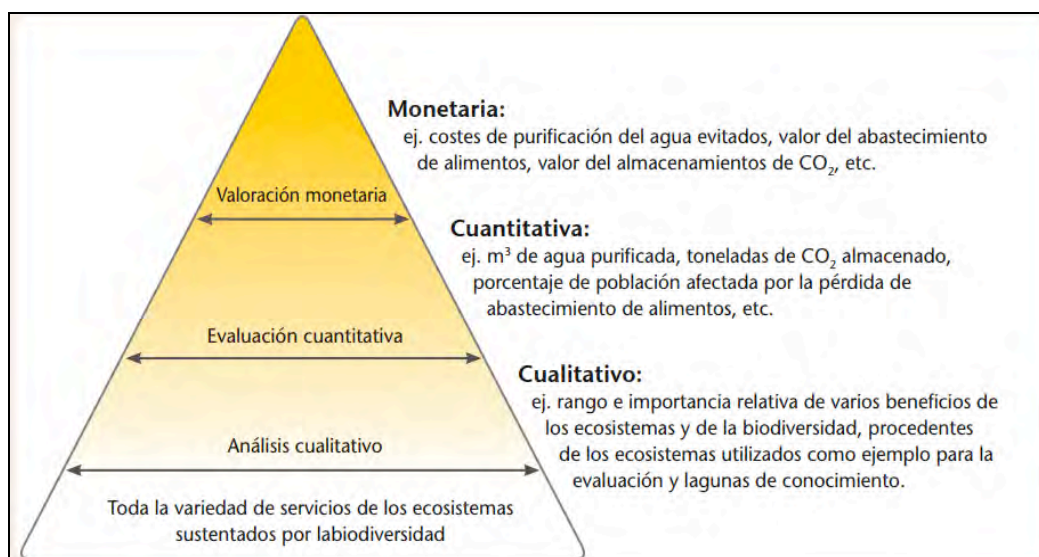 Monetaria:
ej. costes de purificación del agua evitados, valor del abastecimiento
de alimentos, valor del almacenamientos de CO₂, etc.
Valoración monetaria
Cuantitativa:
ej. m³ de agua purificada, toneladas de CO₂ almacenado,
porcentaje de población afectada por la pérdida de
abastecimiento de alimentos, etc.
Evaluación cuantitativa
Cualitativo:
ej. rango e importancia relativa de varios beneficios de
los ecosistemas y de la biodiversidad, procedentes
de los ecosistemas utilizados como ejemplo para la
evaluación y lagunas de conocimiento.
Análisis cualitativo
Toda la variedad de servicios de los ecosistemas
sustentados por labiodiversidad